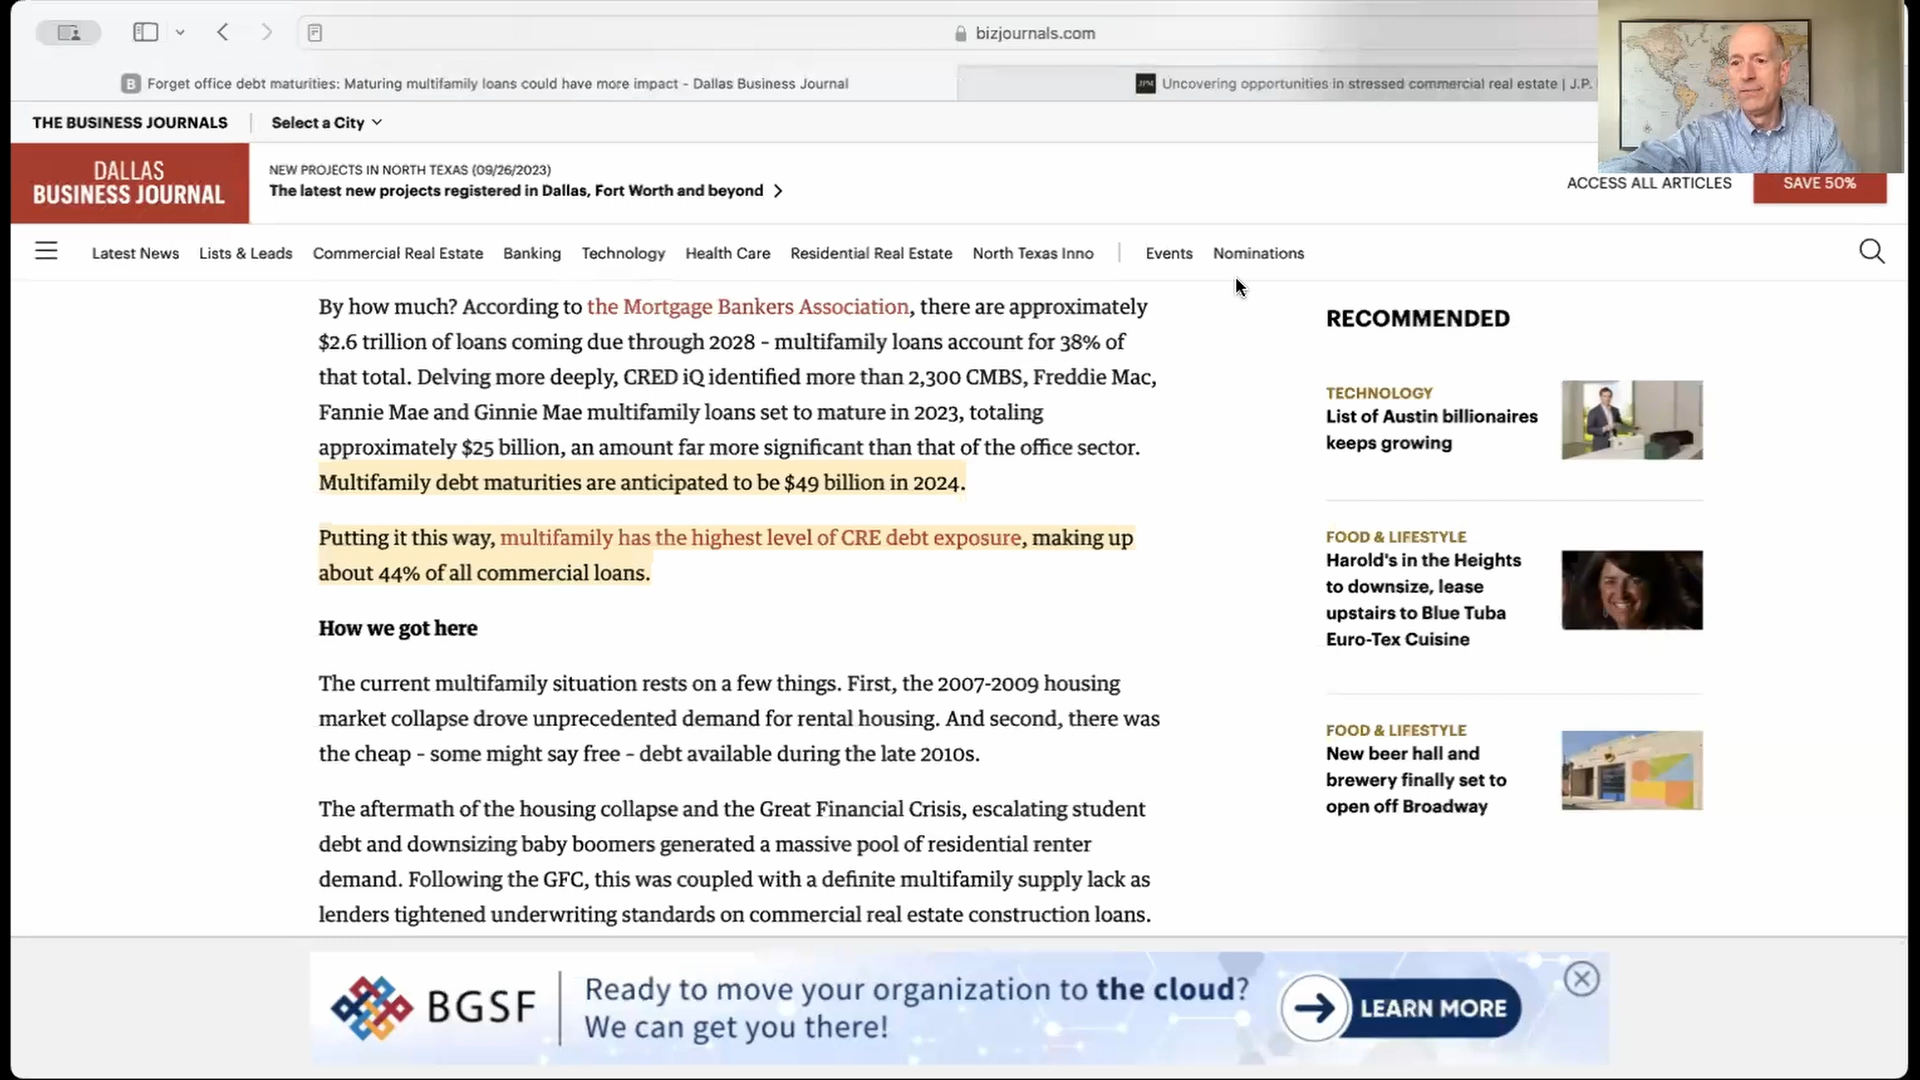 bizjournals.com
B Forget office debt maturities: Maturing multifamily loans could have more impact - Dallas Business Journal
JPM Uncovering opportunities in stressed commercial real estate | J.P.
THE BUSINESS JOURNALS
Select a City
DALLAS
BUSINESS JOURNAL
NEW PROJECTS IN NORTH TEXAS (09/26/2023)
The latest new projects registered in Dallas, Fort Worth and beyond
ACCESS ALL ARTICLES
SAVE 50%
Latest News
Lists & Leads
Commercial Real Estate
Banking
Technology
Health Care
Residential Real Estate
North Texas Inno
Events
Nominations
By how much? According to the Mortgage Bankers Association, there are approximately
$2.6 trillion of loans coming due through 2028 – multifamily loans account for 38% of
that total. Delving more deeply, CRED iQ identified more than 2,300 CMBS, Freddie Mac,
Fannie Mae and Ginnie Mae multifamily loans set to mature in 2023, totaling
approximately $25 billion, an amount far more significant than that of the office sector.
Multifamily debt maturities are anticipated to be $49 billion in 2024.
Putting it this way, multifamily has the highest level of CRE debt exposure, making up
about 44% of all commercial loans.
How we got here
The current multifamily situation rests on a few things. First, the 2007-2009 housing
market collapse drove unprecedented demand for rental housing. And second, there was
the cheap – some might say free – debt available during the late 2010s.
The aftermath of the housing collapse and the Great Financial Crisis, escalating student
debt and downsizing baby boomers generated a massive pool of residential renter
demand. Following the GFC, this was coupled with a definite multifamily supply lack as
lenders tightened underwriting standards on commercial real estate construction loans.
RECOMMENDED
TECHNOLOGY
List of Austin billionaires
keeps growing
FOOD & LIFESTYLE
Harold's in the Heights
to downsize, lease
upstairs to Blue Tuba
Euro-Tex Cuisine
FOOD & LIFESTYLE
New beer hall and
brewery finally set to
open off Broadway
BGSF
Ready to move your organization to the cloud?
We can get you there!
LEARN MORE